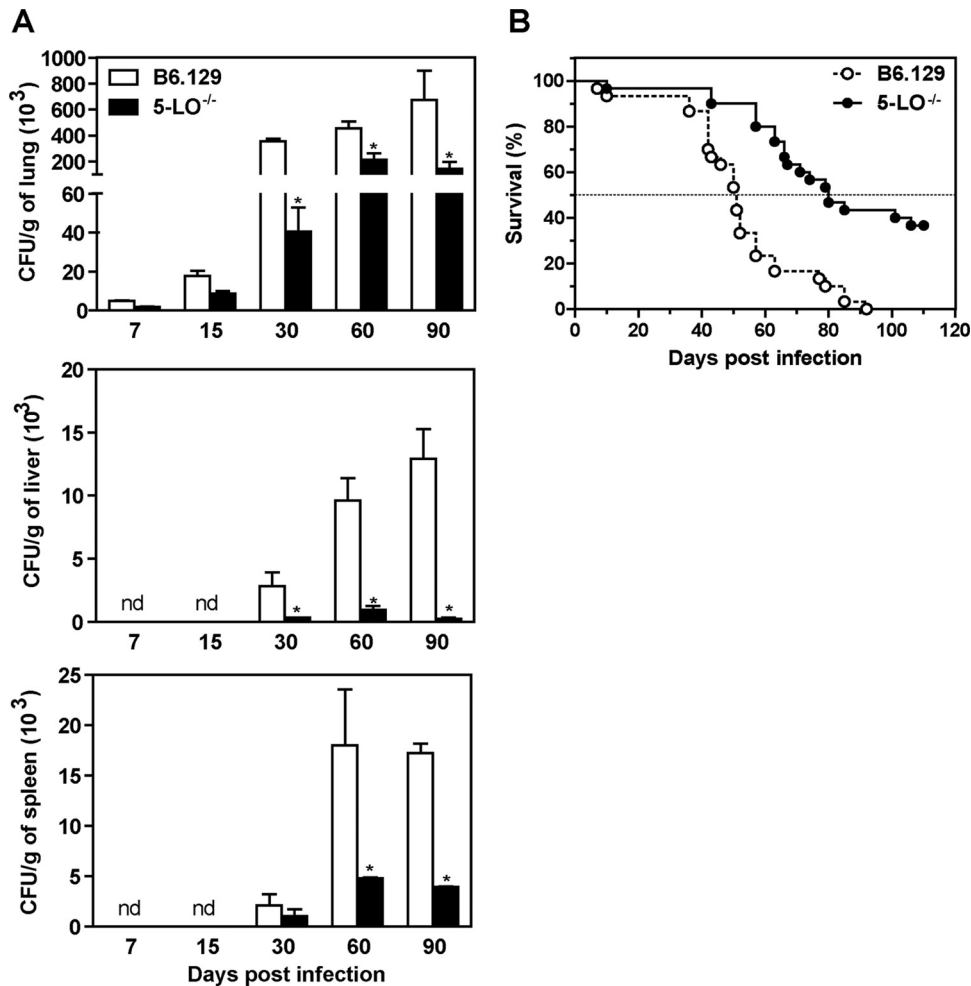 A
CFU/g of lung (10³)
1000
800
600
400
200
60
40
20
0
B6.129
5-LO⁻/⁻
*
*
*
7 15 30 60 90
CFU/g of liver (10³)
20
15
10
5
0
nd nd
*
*
*
7 15 30 60 90
CFU/g of spleen (10³)
25
20
15
10
5
0
nd nd
*
*
7 15 30 60 90
Days post infection
B
Survival (%)
100
80
60
40
20
0
B6.129
5-LO⁻/⁻
0 20 40 60 80 100 120
Days post infection